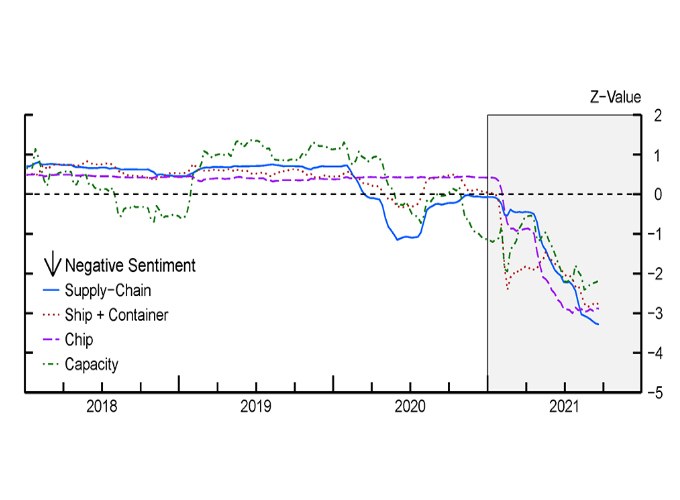 Z-Value
2
1
0
-1
-2
-3
-4
-5
Negative Sentiment
Supply-Chain
Ship + Container
Chip
Capacity
2018 2019 2020 2021